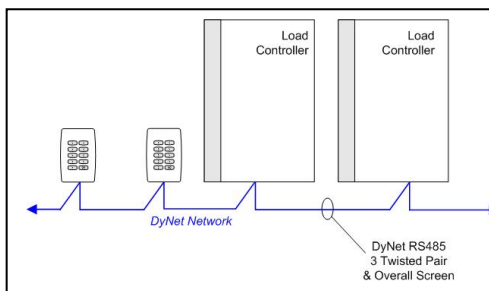 Load
Controller
Load
Controller
DyNet Network
DyNet RS485
3 Twisted Pair
& Overall Screen